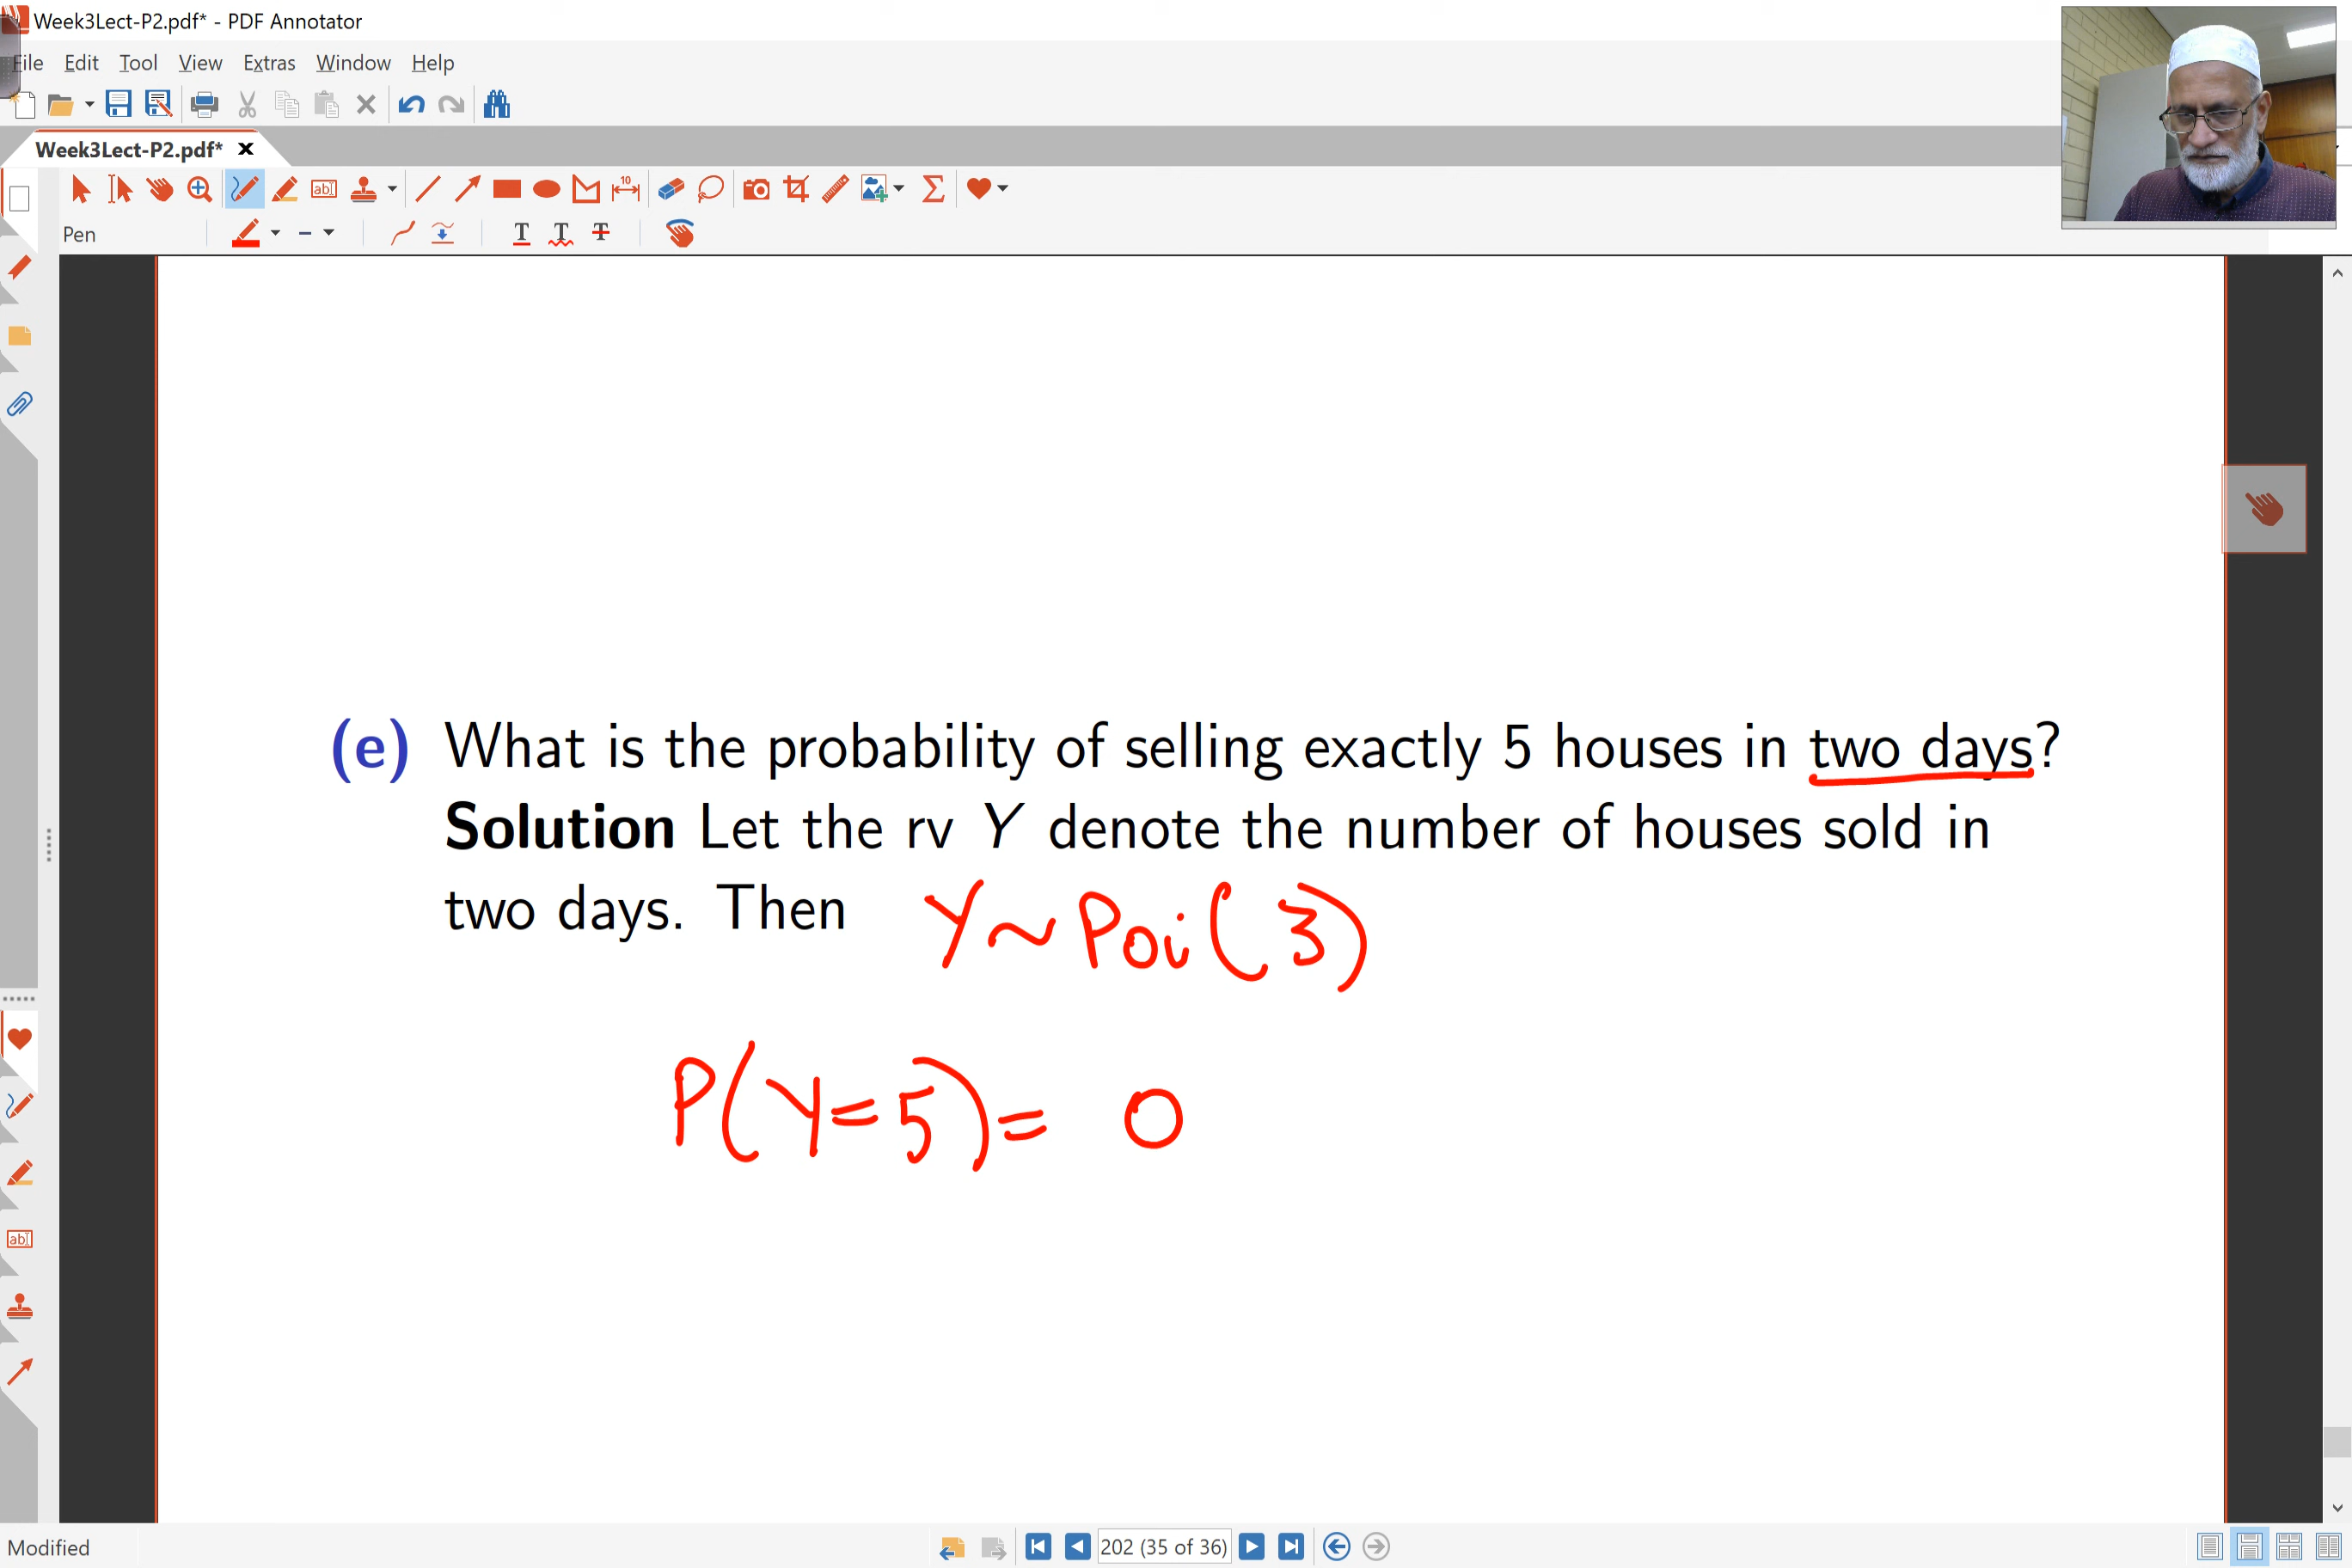 Week3Lect-P2.pdf* - PDF Annotator
File Edit Tool View Extras Window Help
Week3Lect-P2.pdf* x
Pen
(e) What is the probability of selling exactly 5 houses in two days?
Solution Let the rv Y denote the number of houses sold in
two days. Then Y ~ Poi(3)
P(Y=5)= 0
Modified
202 (35 of 36)